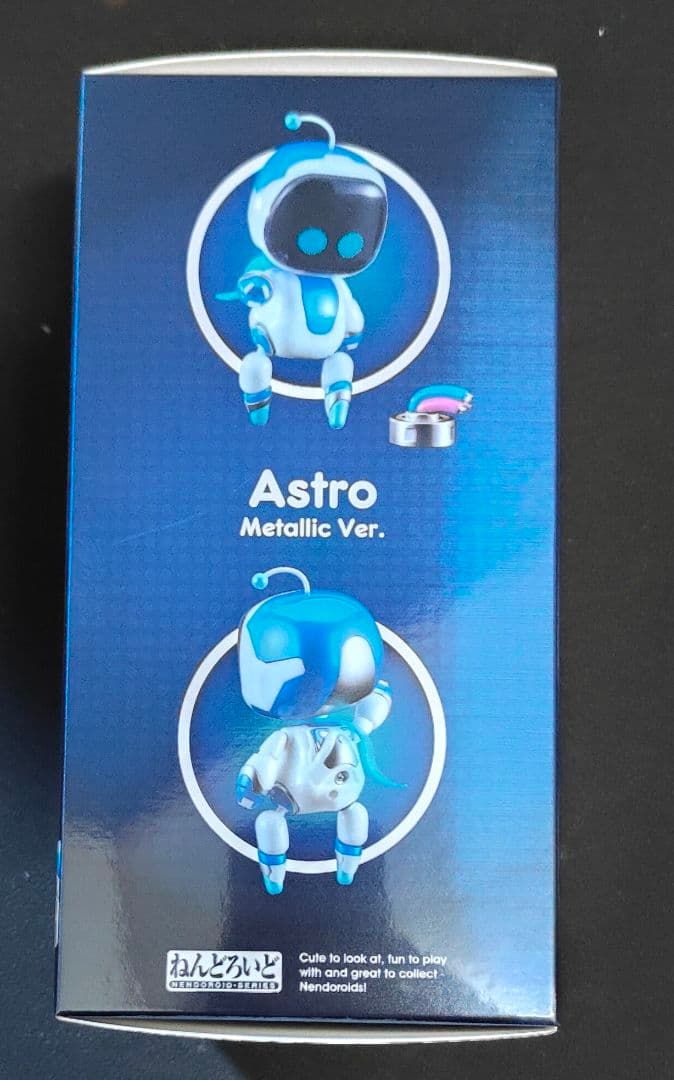 Astro
Metallic Ver.
ねんどろいど
NENDOROID-SERIES
Cute to look at, fun to play
with and great to collect -
Nendoroids!